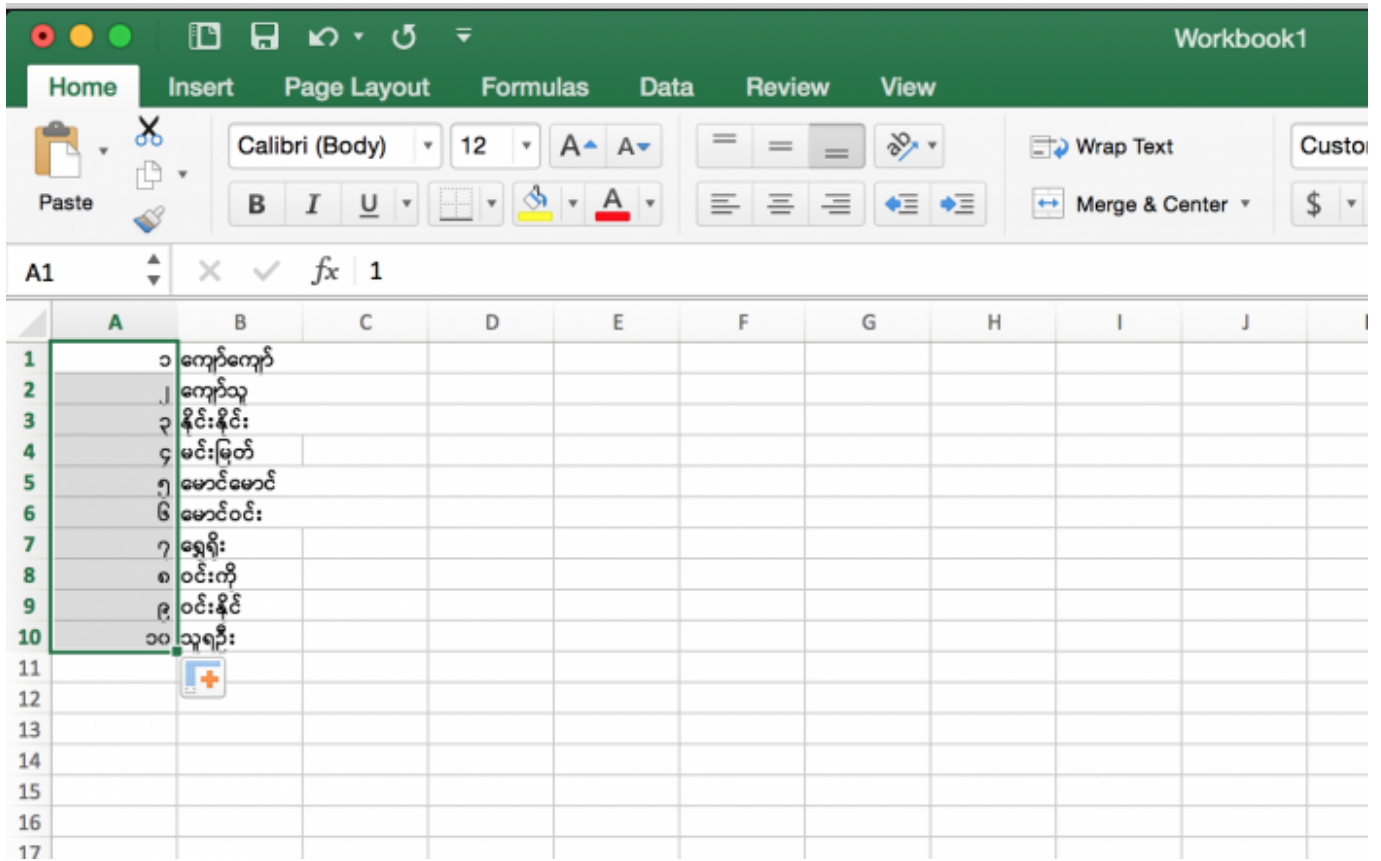 Workbook1
Home Insert Page Layout Formulas Data Review View
Calibri (Body) 12 A A Wrap Text Custo
Paste B I U A Merge & Center $
A1 fx 1
A B C D E F G H I J
1 ၁ ကျော်ကျော်
2 ၂ ကျော်သူ
3 ၃ နိုင်းနိုင်း
4 ၄ မင်းမြတ်
5 ၅ မောင်မောင်
6 ၆ မောင်ဝင်း
7 ၇ ရွှေရိုး
8 ၈ ဝင်းကို
9 ၉ ဝင်းနိုင်
10 ၁၀ သူရဦး
11
12
13
14
15
16
17